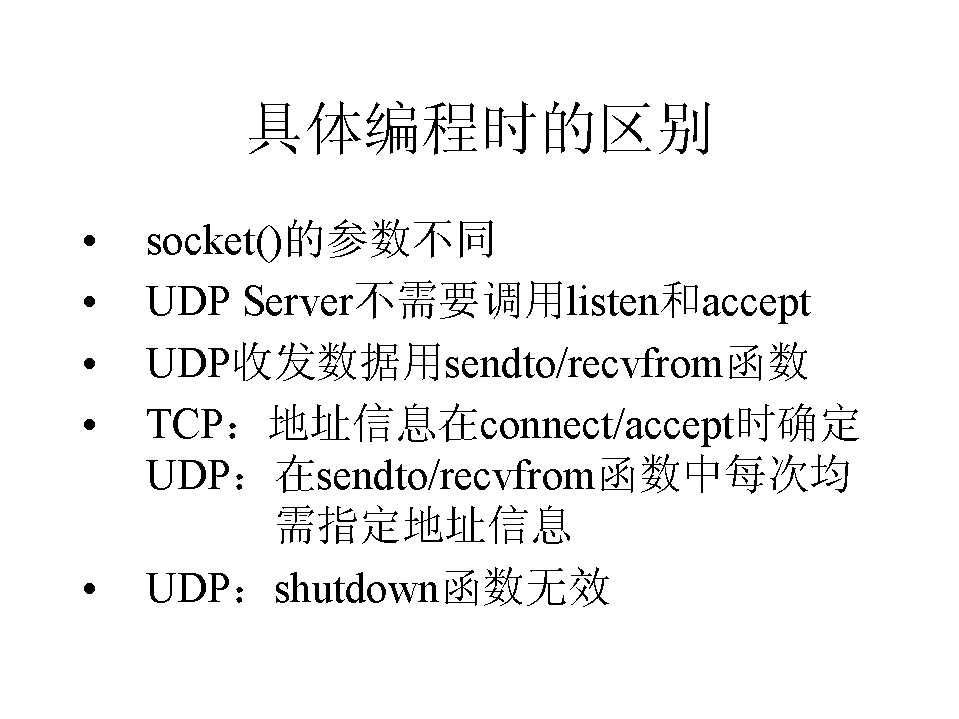 具体编程时的区别
• socket()的参数不同
• UDP Server不需要调用listen和accept
• UDP收发数据用sendto/recvfrom函数
• TCP：地址信息在connect/accept时确定
UDP：在sendto/recvfrom函数中每次均
需指定地址信息
• UDP：shutdown函数无效